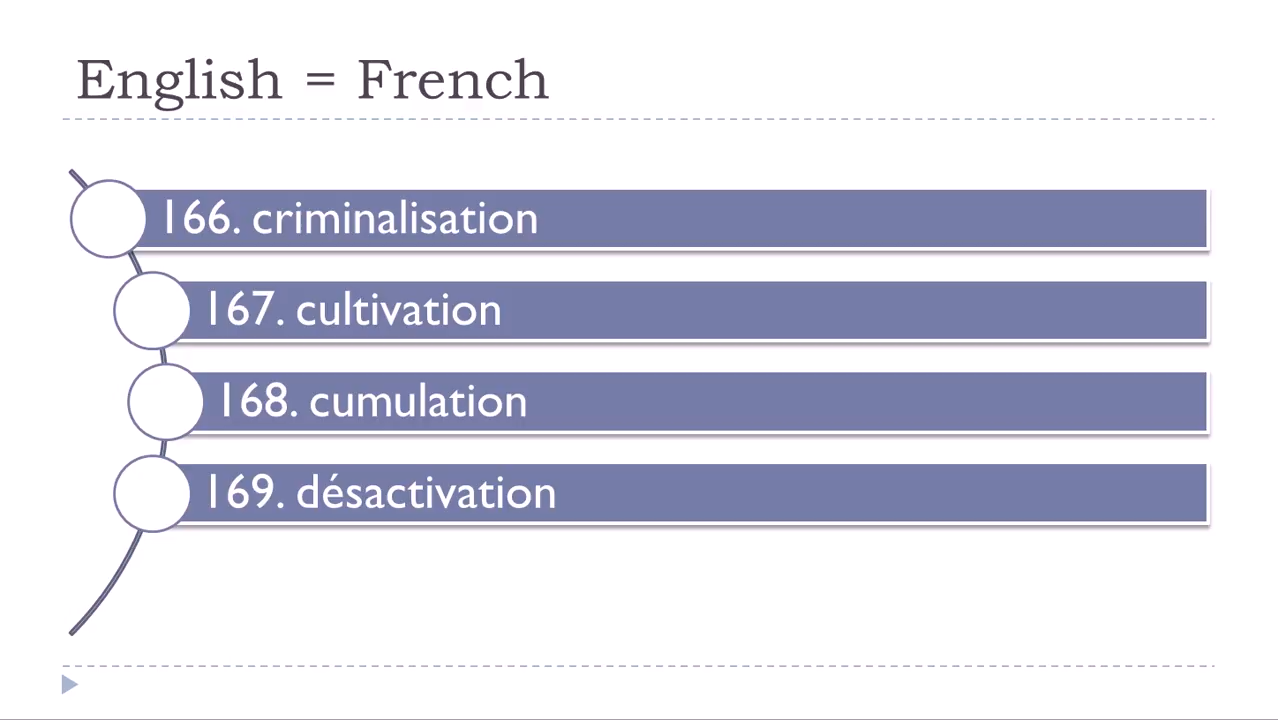 English = French
166. criminalisation
167. cultivation
168. cumulation
169. désactivation